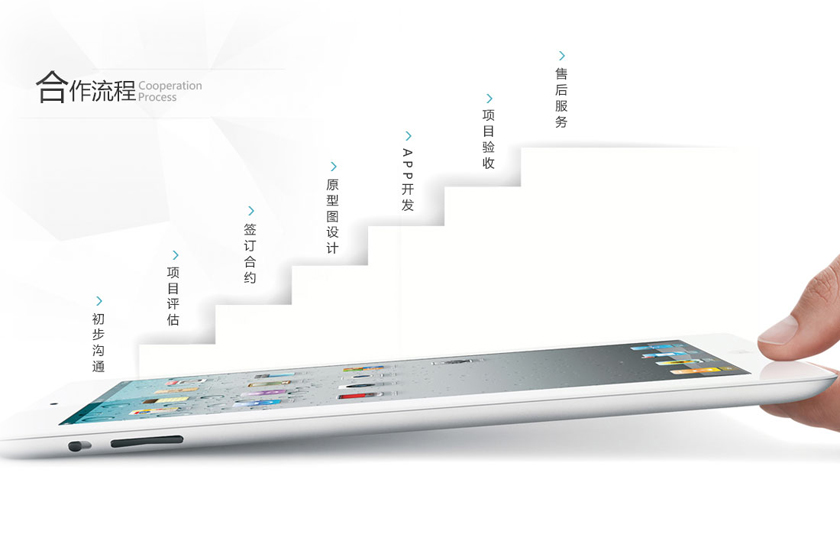 合作流程
Cooperation
Process
初步沟通
项目评估
签订合约
原型图设计
APP开发
项目验收
售后服务